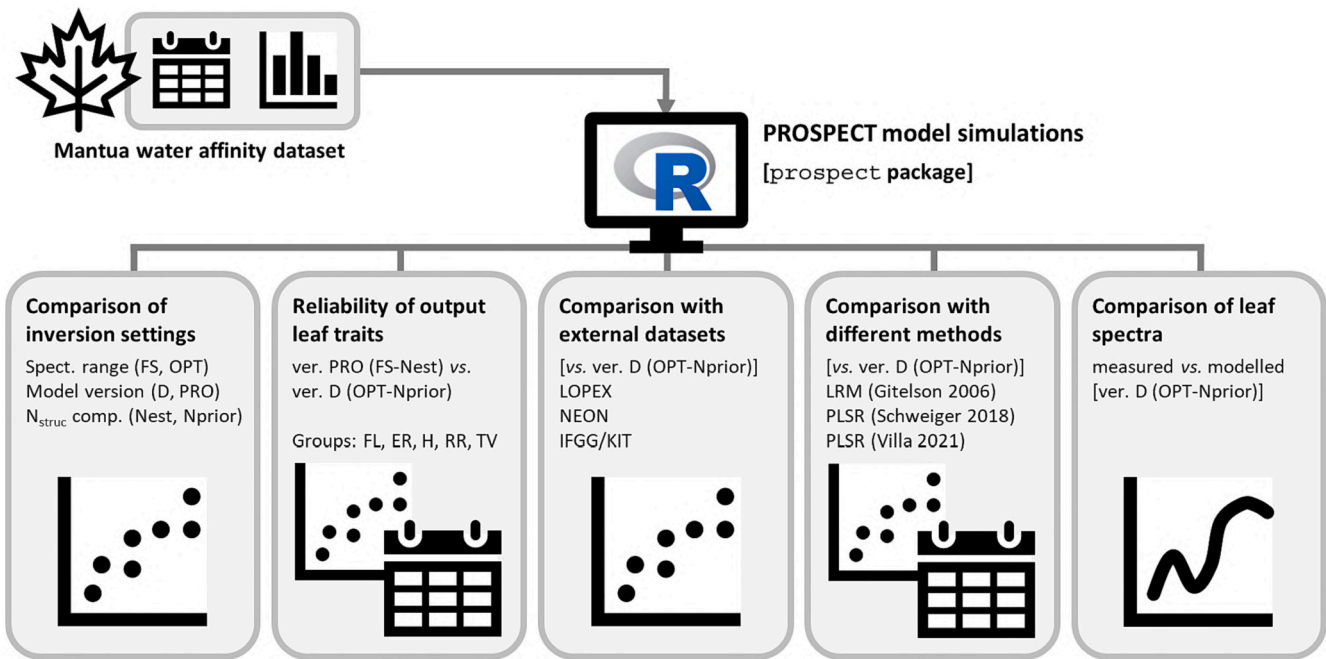 Mantua water affinity dataset
R
PROSPECT model simulations
[prospect package]
Comparison of
inversion settings
Spect. range (FS, OPT)
Model version (D, PRO)
Nstruc comp. (Nest, Nprior)
Reliability of output
leaf traits
ver. PRO (FS-Nest) vs.
ver. D (OPT-Nprior)
Groups: FL, ER, H, RR, TV
Comparison with
external datasets
[vs. ver. D (OPT-Nprior)]
LOPEX
NEON
IFGG/KIT
Comparison with
different methods
[vs. ver. D (OPT-Nprior)]
LRM (Gitelson 2006)
PLSR (Schweiger 2018)
PLSR (Villa 2021)
Comparison of leaf
spectra
measured vs. modelled
[ver. D (OPT-Nprior)]